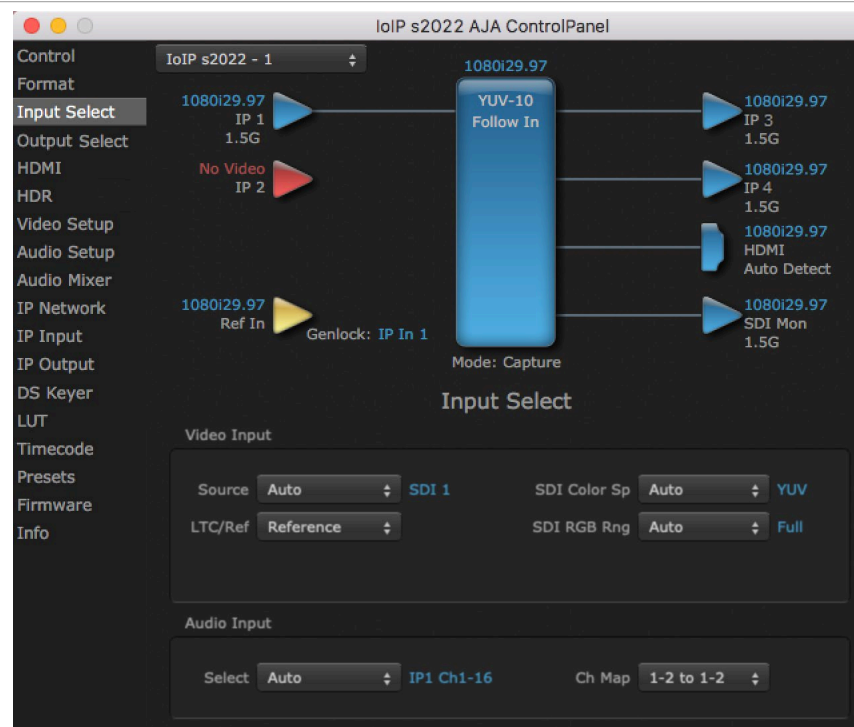 IoIP s2022 AJA ControlPanel
Control
Format
Input Select
Output Select
HDMI
HDR
Video Setup
Audio Setup
Audio Mixer
IP Network
IP Input
IP Output
DS Keyer
LUT
Timecode
Presets
Firmware
Info
IoIP s2022 - 1
1080i29.97
1080i29.97
IP 1
1.5G
No Video
IP 2
1080i29.97
Ref In
Genlock: IP In 1
YUV-10
Follow In
Mode: Capture
1080i29.97
IP 3
1.5G
1080i29.97
IP 4
1.5G
1080i29.97
HDMI
Auto Detect
1080i29.97
SDI Mon
1.5G
Input Select
Video Input
Source Auto SDI 1 SDI Color Sp Auto YUV
LTC/Ref Reference SDI RGB Rng Auto Full
Audio Input
Select Auto IP1 Ch1-16 Ch Map 1-2 to 1-2